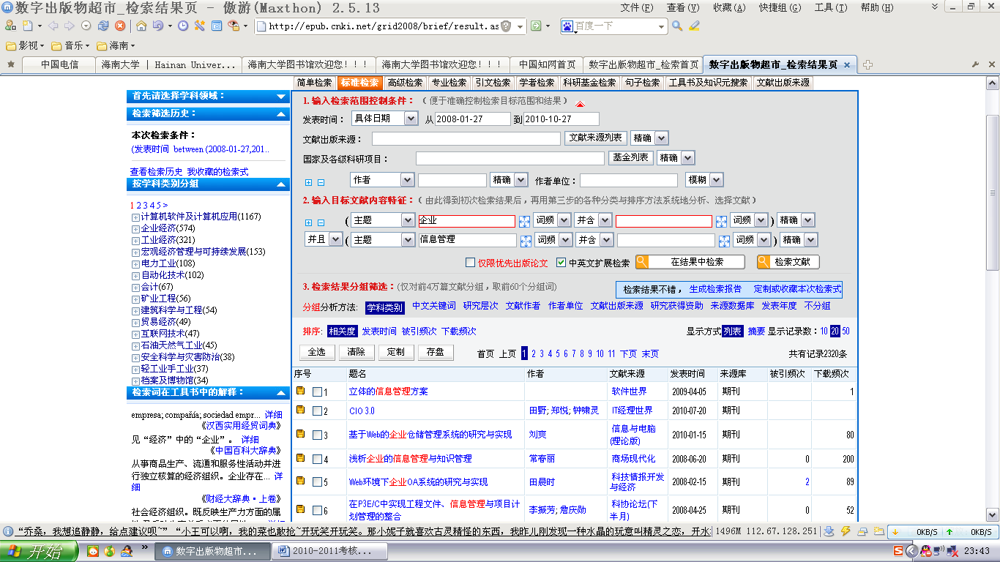 数字出版物超市_检索结果页 - 傲游(Maxthon) 2.5.13
文件(F) 查看(V) 收藏(A) 快捷组(G) 工具(T) 帮助(H)
http://epub.cnki.net/grid2008/brief/result.as
百度一下
影视 音乐 海南
中国电信 海南大学 | Hainan Univer... 海南大学图书馆欢迎您！！！ 海南大学图书馆欢迎您！！！ 中国知网首页 数字出版物超市_检索首页 数字出版物超市_检索结果页
简单检索 标准检索 高级检索 专业检索 引文检索 学者检索 科研基金检索 句子检索 工具书及知识元搜索 文献出版来源
首先请选择学科领域：
检索筛选历史：
本次检索条件：
(发表时间 between (2008-01-27,201..
查看检索历史 我收藏的检索式
按学科类别分组
1 2 3 4 5 >
计算机软件及计算机应用(1167)
企业经济(574)
工业经济(321)
宏观经济管理与可持续发展(153)
电力工业(108)
自动化技术(102)
会计(67)
矿业工程(56)
建筑科学与工程(54)
贸易经济(49)
互联网技术(47)
石油天然气工业(45)
安全科学与灾害防治(38)
轻工业手工业(37)
档案及博物馆(34)
检索词在工具书中的解释：
empresa; compañía; sociedad empr... 详细
《汉西实用经贸词典》
见“经济”中的“企业”。 详细
《中国百科大辞典》
从事商品生产、流通和服务性活动并进
行独立核算的经济组织。企业存在... 详
细
《财经大辞典·上卷》
社会经济组织。既反映生产力方面的属
1. 输入检索范围控制条件：（便于准确控制检索目标范围和结果）
发表时间： 具体日期 从 2008-01-27 到 2010-10-27
文献出版来源： 文献来源列表 精确
国家及各级科研项目： 基金列表 精确
作者 精确 作者单位： 模糊
2. 输入目标文献内容特征：（由此得到初次检索结果后，再用第三步的各种分类与排序方法系统地分析、选择文献）
( 主题 企业 词频 并含 词频 ) 精确
并且 ( 主题 信息管理 词频 并含 词频 ) 精确
仅限优先出版论文 中英文扩展检索 在结果中检索 检索文献
3. 检索结果分组筛选：(仅对前4万篇文献分组，取前60个分组词) 检索结果不错， 生成检索报告 定制或收藏本次检索式
分组分析方法： 学科类别 中文关键词 研究层次 文献作者 作者单位 文献出版来源 研究获得资助 来源数据库 发表年度 不分组
排序: 相关度 发表时间 被引频次 下载频次 显示方式 列表 摘要 显示记录数： 10 20 50
全选 清除 定制 存盘 首页 上页 1 2 3 4 5 6 7 8 9 10 11 下页 末页 共有记录2320条
序号 题名 作者 文献来源 发表时间 来源库 被引频次 下载频次
1 立体的信息管理方案 软件世界 2009-04-05 期刊 1
2 CIO 3.0 田野; 郑悦; 钟啸灵 IT经理世界 2010-07-20 期刊
3 基于Web的企业仓储管理系统的研究与实现 刘爽 信息与电脑(理论版) 2010-01-15 期刊 80
4 浅析企业的信息管理与知识管理 常春丽 商场现代化 2008-06-20 期刊 0 200
5 Web环境下企业OA系统的研究与实现 田晨时 科技情报开发与经济 2008-02-15 期刊 2 89
6 在P3E/C中实现工程文件、信息管理与项目计划管理的整合 李振芳; 詹庆勋 科协论坛(下半月) 2008-04-25 期刊 0 52
“乔桑，我想追静静，给点建议呗~” “小王可以啊，我的菜也敢抢~开玩笑开玩笑。那小妮子就喜欢古灵精怪的东西，我昨儿刚发现一种水晶的玩意叫精灵之恋，开水 1496M 112.67.128.251 0KB/S 0KB/S
开始 数字出版物超市... 2010-2011考核... 23:43